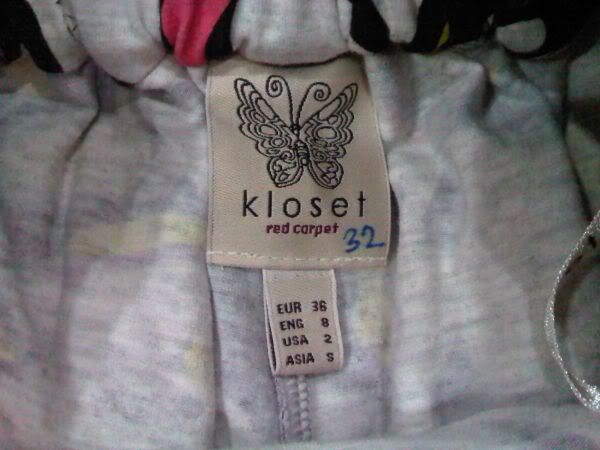 kloset
red carpet 32
EUR 36
ENG 8
USA 2
ASIA S